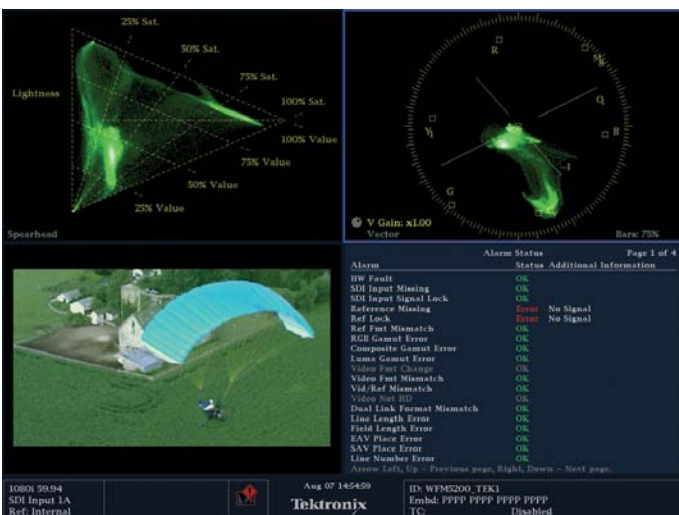 25% Sat.
50% Sat.
75% Sat.
Lightness
100% Sat.
100% Value
75% Value
50% Value
25% Value
Spearhead
R
Mg
Q
B
Yl
-I
G
Cy
V Gain: x1.00
Vector
Bars: 75%
Alarm Status Page 1 of 4
Alarm Status Additional Information
HW Fault OK
SDI Input Missing OK
SDI Input Signal Lock OK
Reference Missing Error No Signal
Ref Lock Error No Signal
Ref Fmt Mismatch OK
RGB Gamut Error OK
Composite Gamut Error OK
Luma Gamut Error OK
Video Fmt Change OK
Video Fmt Mismatch OK
Vid/Ref Mismatch OK
Video Not HD OK
Dual Link Format Mismatch OK
Line Length Error OK
Field Length Error OK
EAV Place Error OK
SAV Place Error OK
Line Number Error OK
Arrow Left, Up - Previous page, Right, Down - Next page.
1080i 59.94
SDI Input 1A
Ref: Internal
Aug 07 14:54:59
Tektronix
ID: WFM5200_TEK1
Embd: PPPP PPPP PPPP PPPP
TC: Disabled